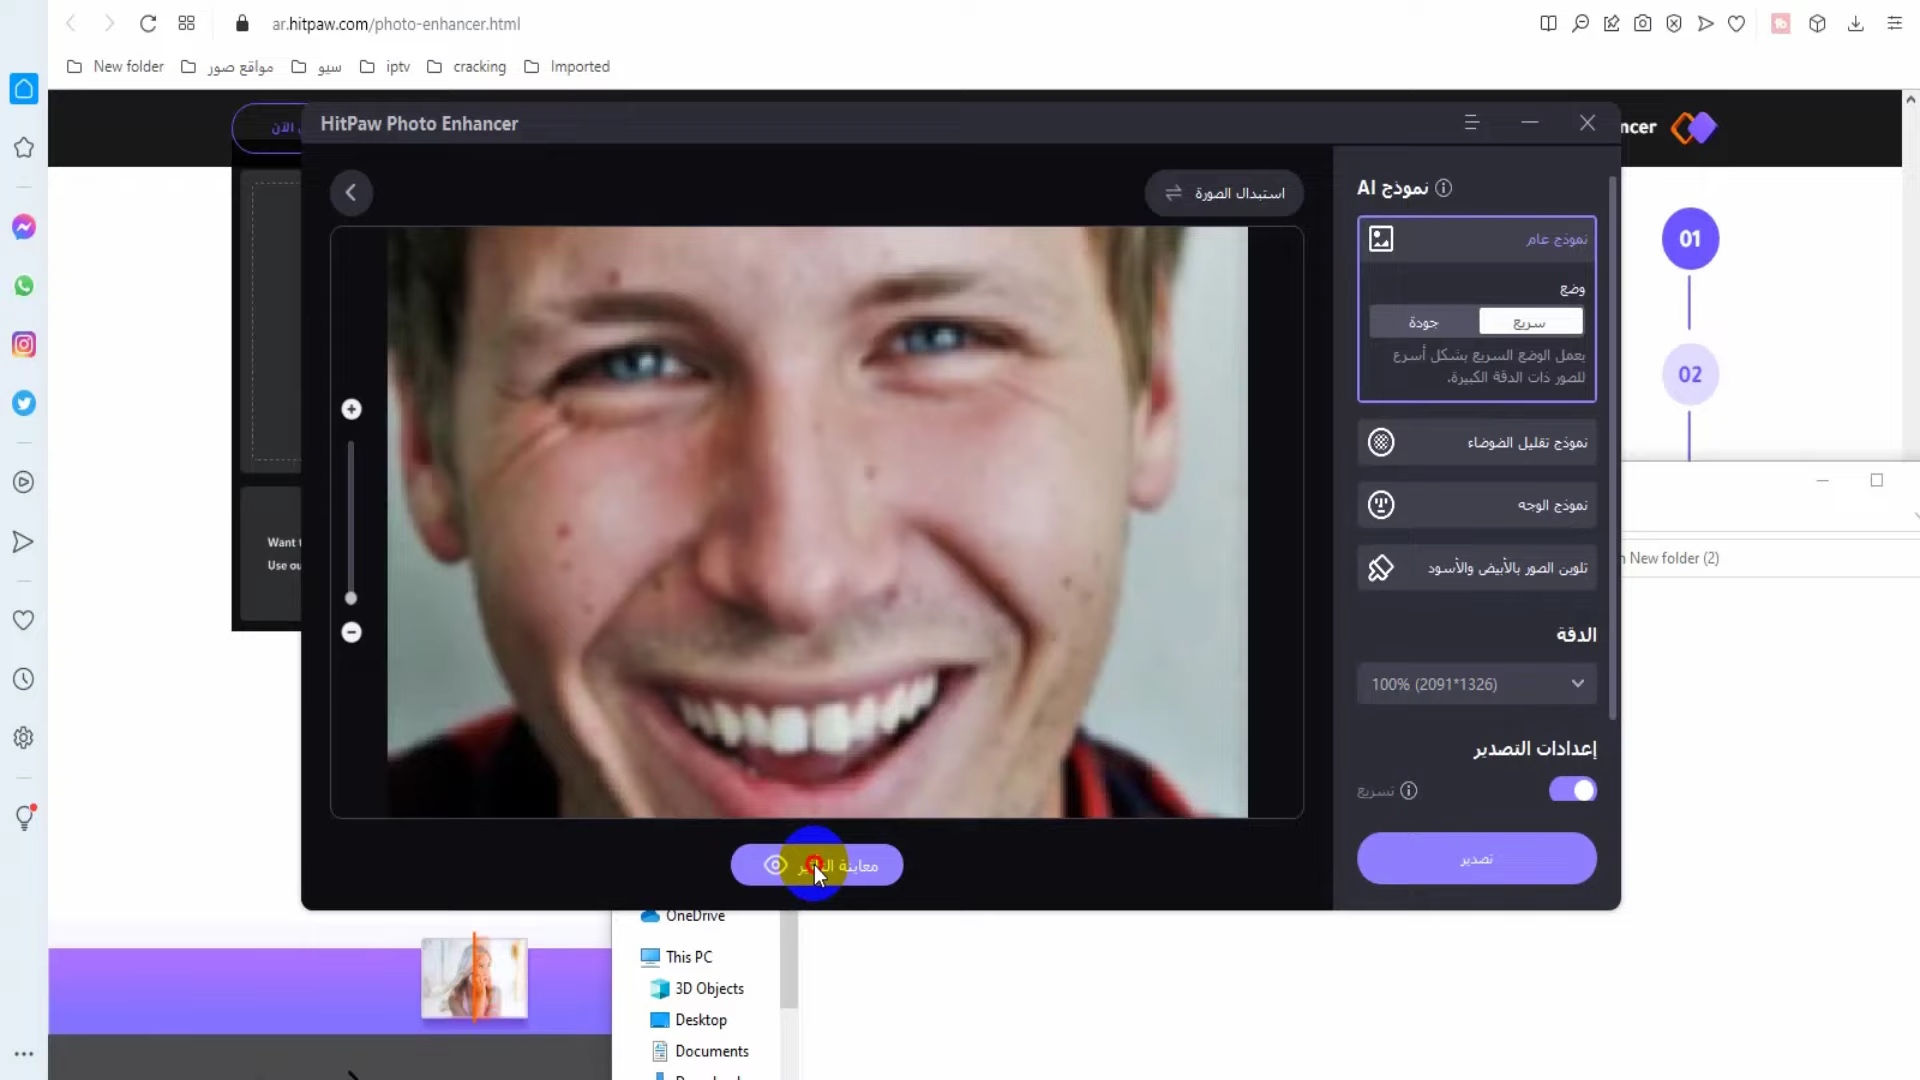 ar.hitpaw.com/photo-enhancer.html
New folder
مواقع صور
سيو
iptv
cracking
Imported
HitPaw Photo Enhancer
استبدال الصورة
نموذج AI
نموذج عام
وضع
سريع
جودة
يعمل الوضع السريع بشكل أسرع
للصور ذات الدقة الكبيرة.
نموذج تقليل الضوضاء
نموذج الوجه
تلوين الصور بالأبيض والأسود
الدقة
100% (2091*1326)
إعدادات التصدير
تسريع
تصدير
معاينة
01
02
New folder (2)
Want
Use
OneDrive
This PC
3D Objects
Desktop
Documents